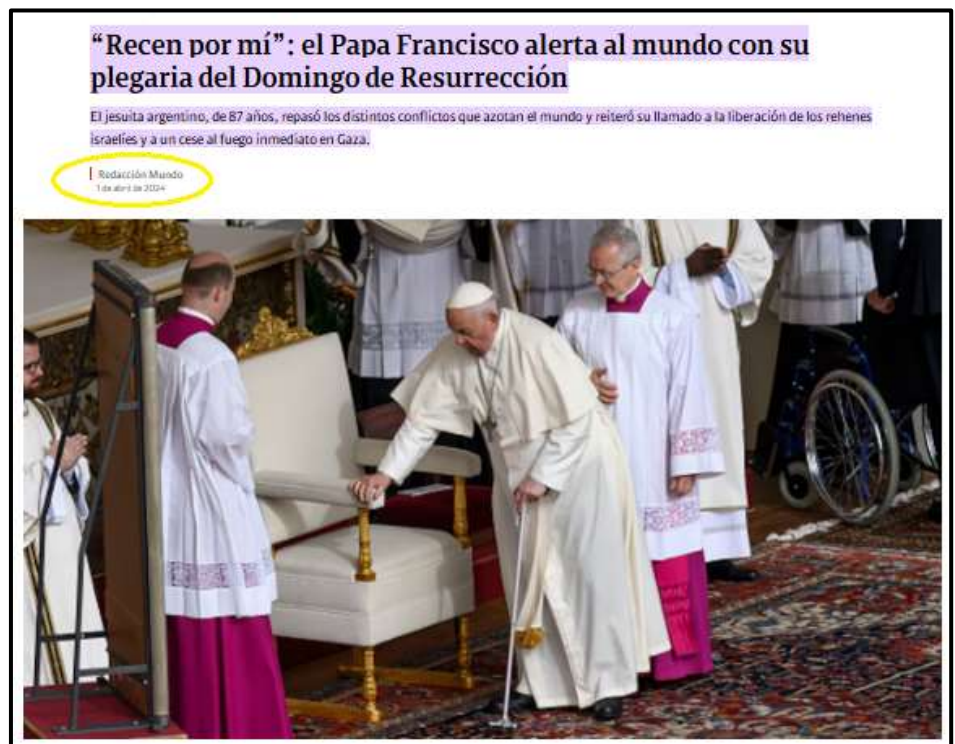 “Recen por mí”: el Papa Francisco alerta al mundo con su
plegaria del Domingo de Resurrección
El jesuita argentino, de 87 años, repasó los distintos conflictos que azotan el mundo y reiteró su llamado a la liberación de los rehenes
israelíes y a un cese al fuego inmediato en Gaza.
Redacción Mundo
1 de abril de 2024